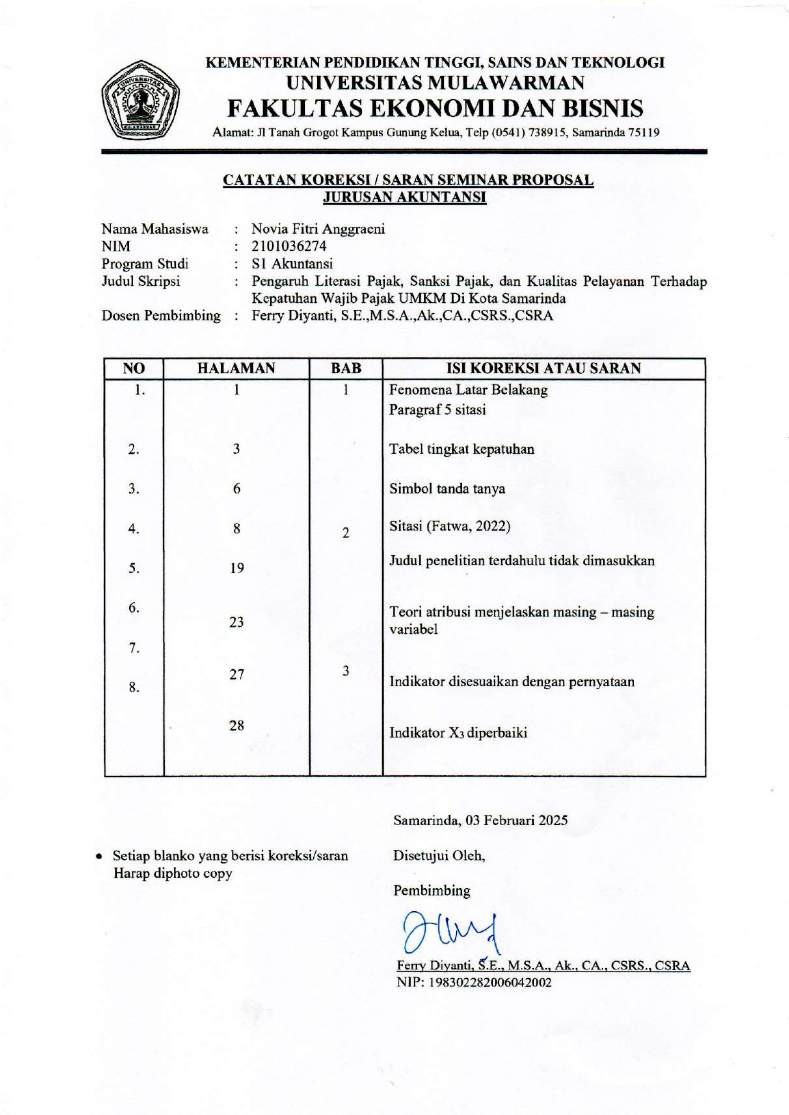 KEMENTERIAN PENDIDIKAN TINGGI, SAINS DAN TEKNOLOGI
UNIVERSITAS MULAWARMAN
FAKULTAS EKONOMI DAN BISNIS
Alamat: Jl Tanah Grogot Kampus Gunung Kelua, Telp (0541) 738915, Samarinda 75119
CATATAN KOREKSI / SARAN SEMINAR PROPOSAL
JURUSAN AKUNTANSI
Nama Mahasiswa : Novia Fitri Anggraeni
NIM : 2101036274
Program Studi : S1 Akuntansi
Judul Skripsi : Pengaruh Literasi Pajak, Sanksi Pajak, dan Kualitas Pelayanan Terhadap
Kepatuhan Wajib Pajak UMKM Di Kota Samarinda
Dosen Pembimbing : Ferry Diyanti, S.E.,M.S.A.,Ak.,CA.,CSRS.,CSRA
NO HALAMAN BAB ISI KOREKSI ATAU SARAN
1. 1 1 Fenomena Latar Belakang
Paragraf 5 sitasi
2. 3 Tabel tingkat kepatuhan
3. 6 Simbol tanda tanya
4. 8 2 Sitasi (Fatwa, 2022)
5. 19 Judul penelitian terdahulu tidak dimasukkan
6. 23 Teori atribusi menjelaskan masing – masing
variabel
7. 27 3 Indikator disesuaikan dengan pernyataan
8. 28 Indikator X3 diperbaiki
Samarinda, 03 Februari 2025
• Setiap blanko yang berisi koreksi/saran
Harap diphoto copy
Disetujui Oleh,
Pembimbing
Ferry Diyanti, S.E., M.S.A., Ak., CA., CSRS., CSRA
NIP: 198302282006042002